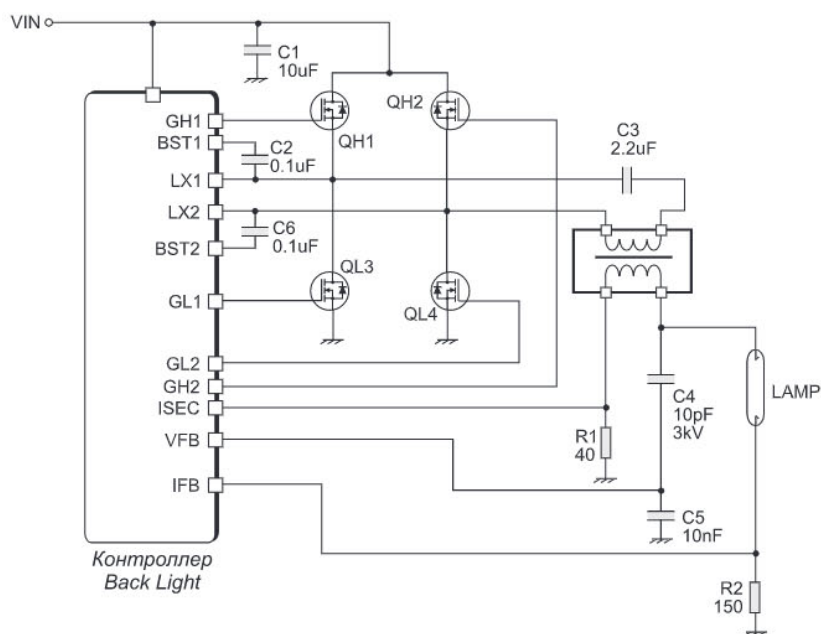 VIN
C1
10uF
GH1
BST1
C2
0.1uF
LX1
LX2
C6
0.1uF
BST2
GL1
GL2
GH2
ISEC
VFB
IFB
QH1
QH2
QL3
QL4
C3
2.2uF
R1
40
C4
10pF
3kV
LAMP
C5
10nF
R2
150
Контроллер
Back Light